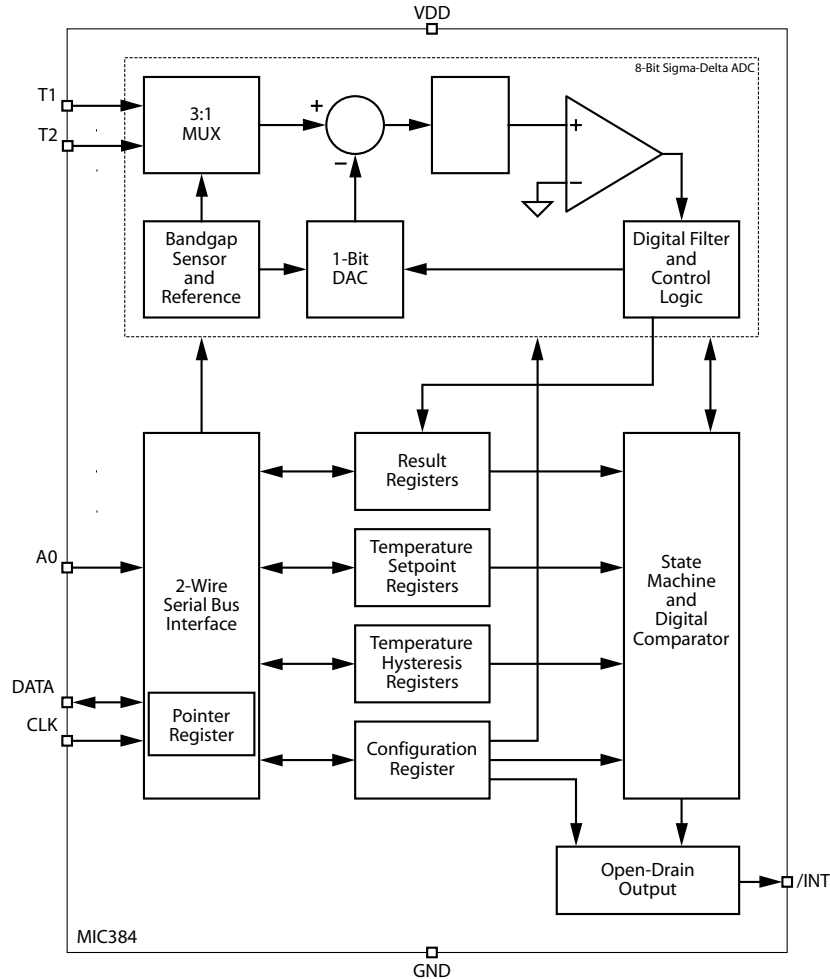 VDD
8-Bit Sigma-Delta ADC
T1
T2
3:1
MUX
+
−
+
−
Bandgap
Sensor
and
Reference
1-Bit
DAC
Digital Filter
and
Control
Logic
A0
DATA
CLK
2-Wire
Serial Bus
Interface
Pointer
Register
Result
Registers
Temperature
Setpoint
Registers
Temperature
Hysteresis
Registers
Configuration
Register
State
Machine
and
Digital
Comparator
Open-Drain
Output
/INT
MIC384
GND